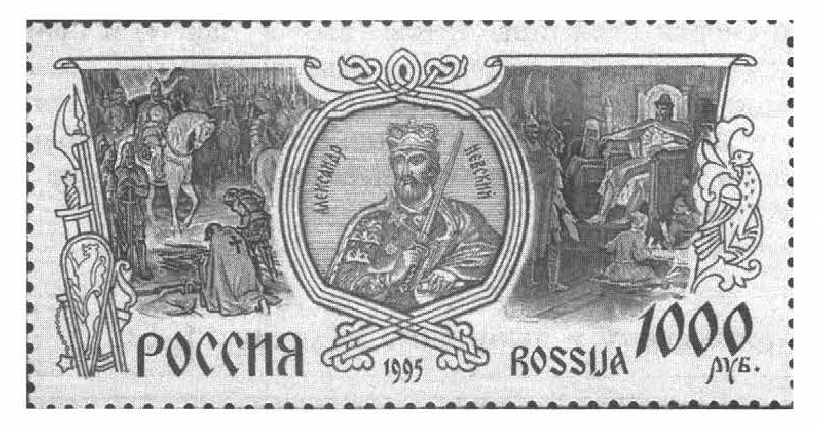 АЛЕКСАНДР НЕВСКИЙ
РОССИЯ
1995
ROSSIJA
1000
РУБ.